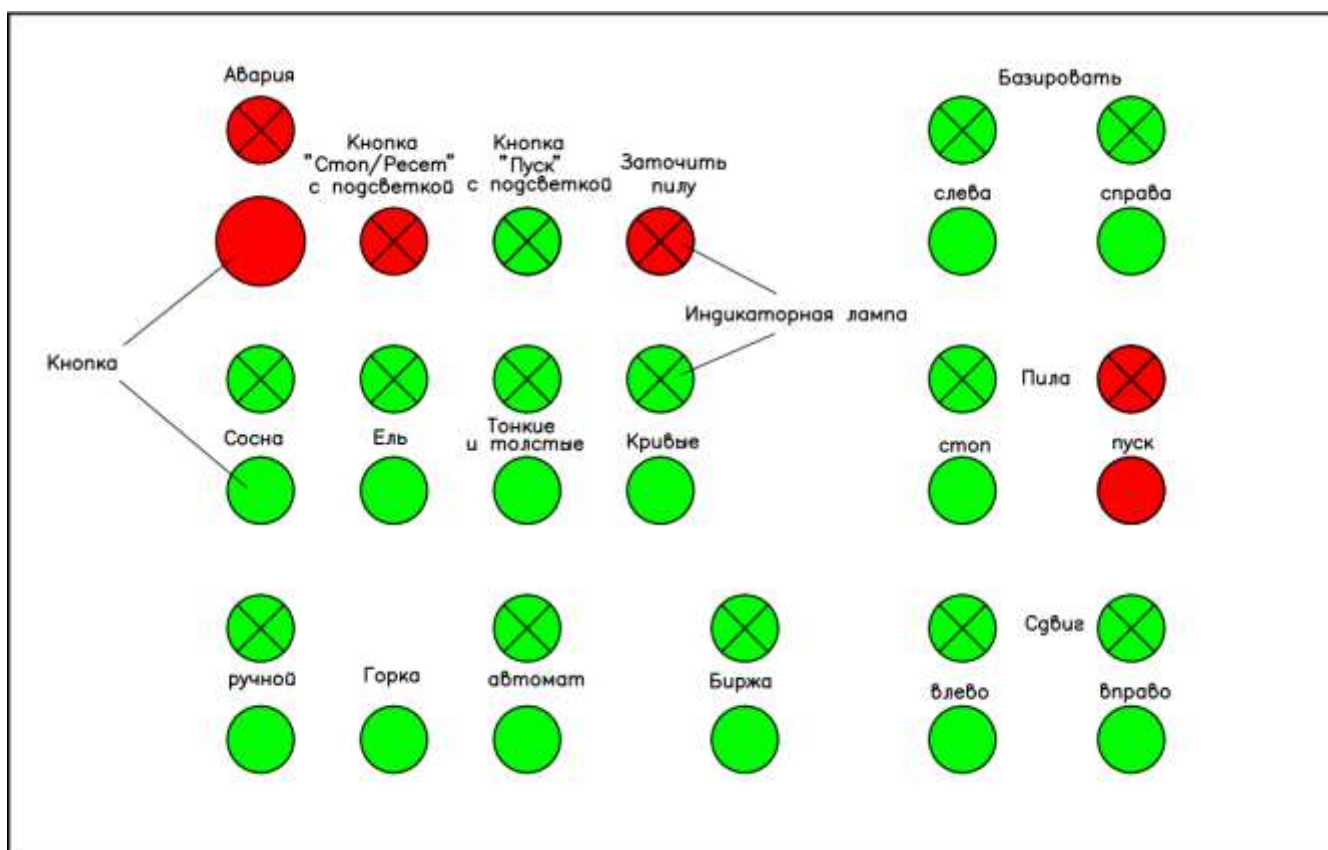 Авария
Базировать
Кнопка
"Стоп/Ресет"
с подсветкой
Кнопка
"Пуск"
с подсветкой
Заточить
пилу
слева
справа
Индикаторная лампа
Кнопка
Пила
Сосна
Ель
Тонкие
и толстые
Кривые
стоп
пуск
Сдвиг
ручной
Горка
автомат
Биржа
влево
вправо